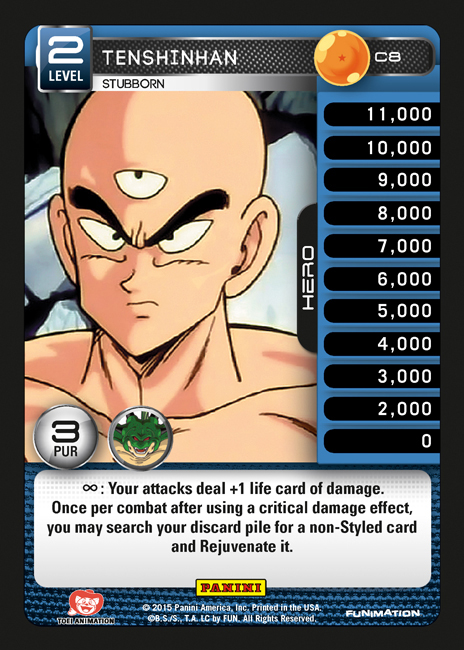 2
LEVEL
TENSHINHAN
C8
STUBBORN
11,000
10,000
9,000
8,000
7,000
6,000
5,000
4,000
3,000
2,000
0
HERO
3
PUR
∞: Your attacks deal +1 life card of damage.
Once per combat after using a critical damage effect,
you may search your discard pile for a non-Styled card
and Rejuvenate it.
PANINI
© 2015 Panini America, Inc. Printed in the USA.
©B.S./S., T.A. LC by FUN. All Rights Reserved.
TOEI ANIMATION
FUNIMATION